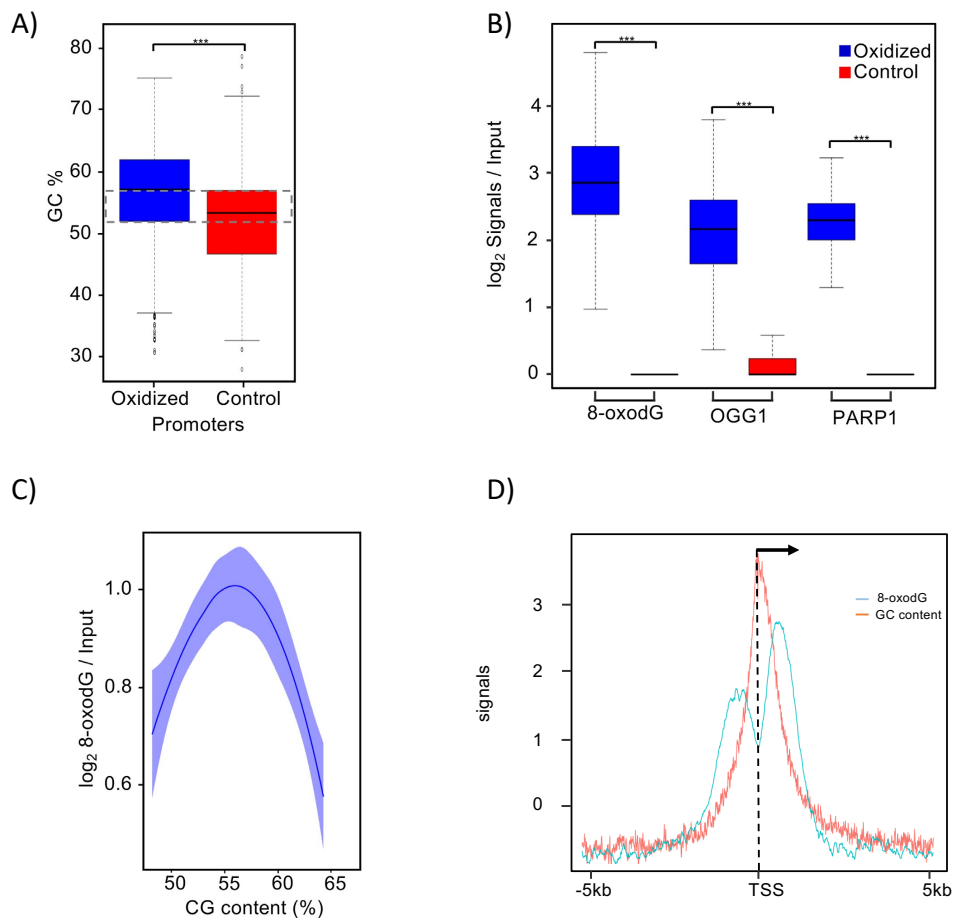 A)
***
80
70
60
50
40
30
GC %
Oxidized
Control
Promoters
B)
***
***
***
Oxidized
Control
4
3
2
1
0
log2 Signals / Input
8-oxodG
OGG1
PARP1
C)
1.0
0.8
0.6
log2 8-oxodG / Input
50
55
60
65
CG content (%)
D)
3
2
1
0
signals
8-oxodG
GC content
-5kb
TSS
5kb